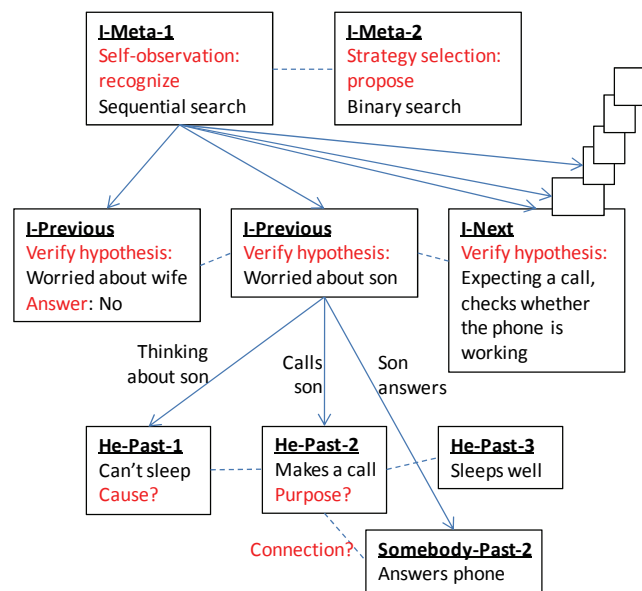 I-Meta-1
Self-observation:
recognize
Sequential search
I-Meta-2
Strategy selection:
propose
Binary search
I-Previous
Verify hypothesis:
Worried about wife
Answer: No
I-Previous
Verify hypothesis:
Worried about son
I-Next
Verify hypothesis:
Expecting a call,
checks whether
the phone is
working
Thinking
about son
Calls
son
Son
answers
He-Past-1
Can’t sleep
Cause?
He-Past-2
Makes a call
Purpose?
He-Past-3
Sleeps well
Connection?
Somebody-Past-2
Answers phone